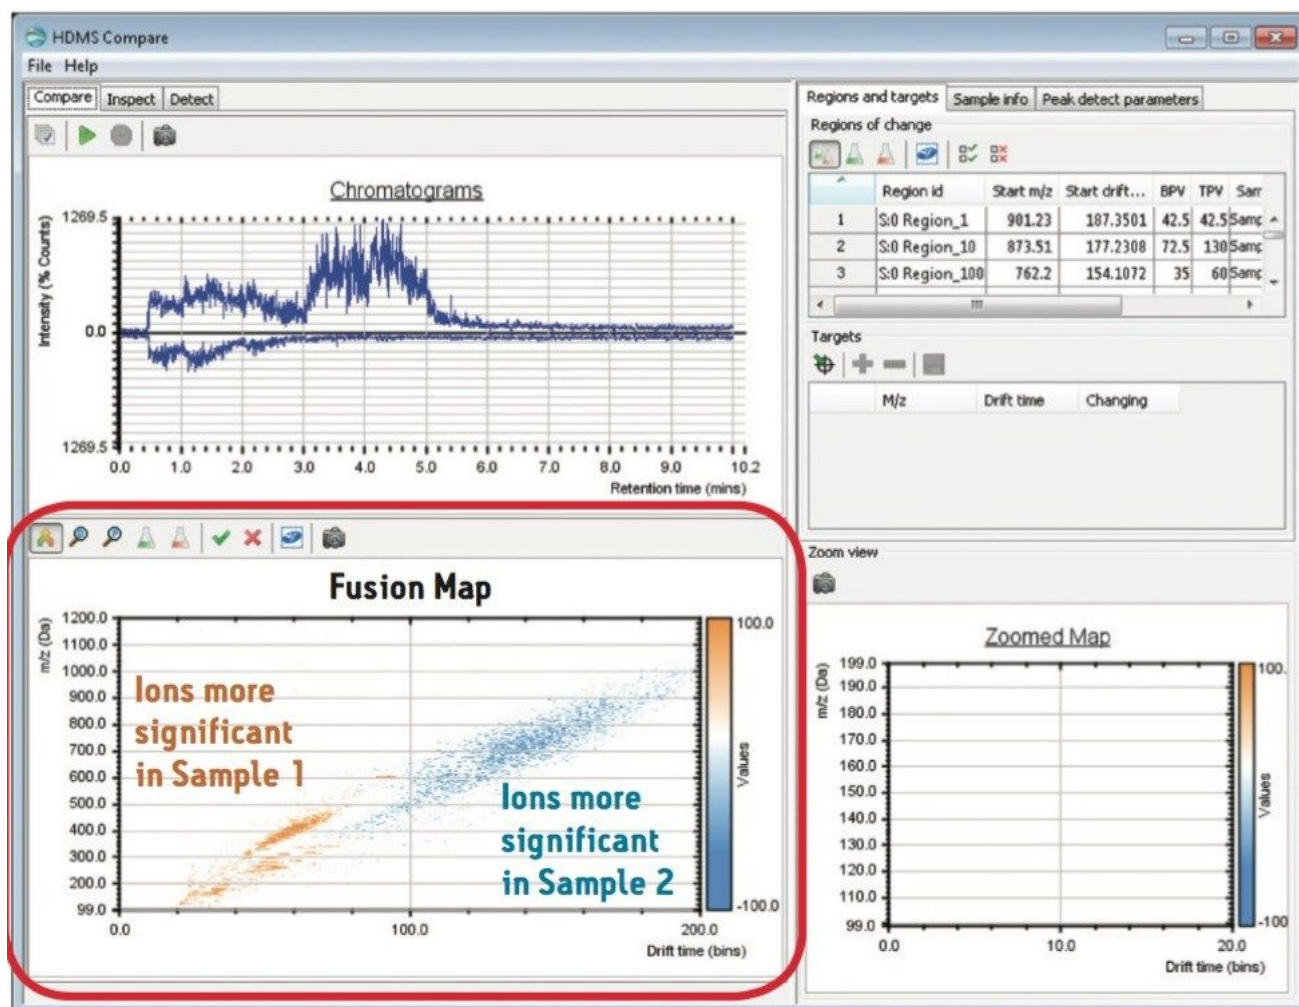 HDMS Compare
File Help
Compare Inspect Detect
Chromatograms
Intensity (% Counts)
1269.5
0.0
1269.5
0.0 1.0 2.0 3.0 4.0 5.0 6.0 7.0 8.0 9.0 10.2
Retention time (mins)
Fusion Map
m/z (Da)
1200.0
1100.0
1000.0
900.0
800.0
700.0
600.0
500.0
400.0
300.0
200.0
99.0
0.0 100.0 200.0
Drift time (bins)
Ions more
significant
in Sample 1
Ions more
significant
in Sample 2
100.0
Values
-100.0
Regions and targets Sample info Peak detect parameters
Regions of change
Region id Start m/z Start drift... BPV TPV Sam
1 S:0 Region_1 901.23 187.3501 42.5 42.5 Samp
2 S:0 Region_10 873.51 177.2308 72.5 130 Samp
3 S:0 Region_100 762.2 154.1072 35 60 Samp
Targets
M/z Drift time Changing
Zoom view
Zoomed Map
m/z (Da)
199.0
190.0
180.0
170.0
160.0
150.0
140.0
130.0
120.0
110.0
99.0
0.0 10.0 20.0
Drift time (bins)
100.
Values
-100